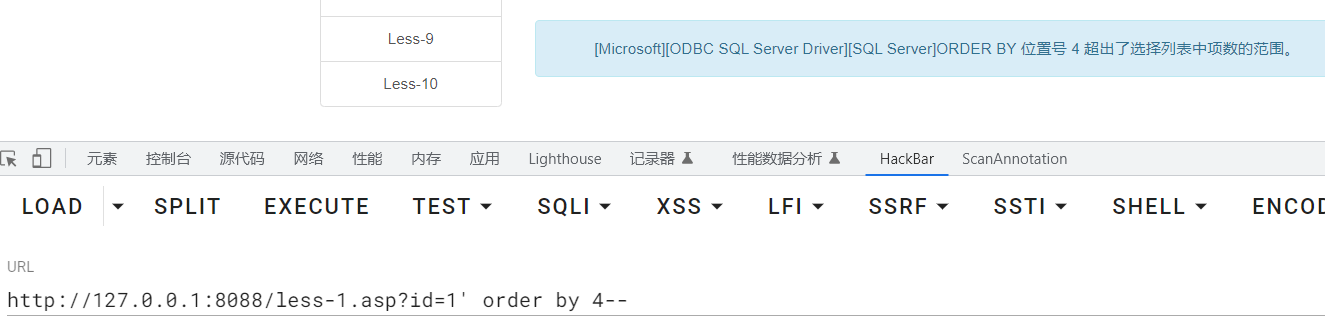 Less-9
Less-10
[Microsoft][ODBC SQL Server Driver][SQL Server]ORDER BY 位置号 4 超出了选择列表中项数的范围。
元素 控制台 源代码 网络 性能 内存 应用 Lighthouse 记录器 性能数据分析 HackBar ScanAnnotation
LOAD SPLIT EXECUTE TEST SQLI XSS LFI SSRF SSTI SHELL ENCOD
URL
http://127.0.0.1:8088/less-1.asp?id=1' order by 4--